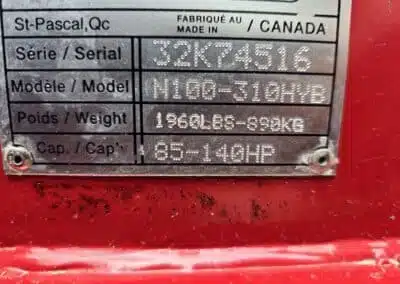 St-Pascal,Qc FABRIQUÉ AU MADE IN / CANADA
Série / Serial 32K74516
Modèle / Model N100-310HYB
Poids / Weight 1960LBS-890KG
Cap. / Cap'y 85-140HP